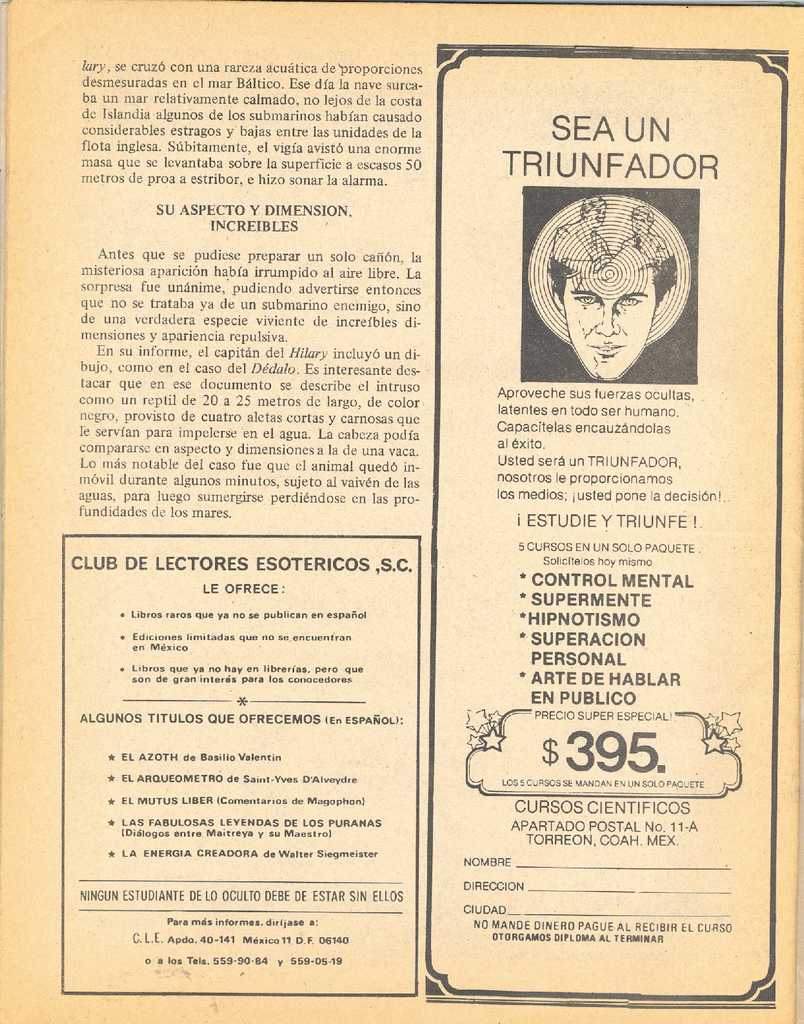 lary, se cruzó con una rareza acuática de proporciones
desmesuradas en el mar Báltico. Ese día la nave surca-
ba un mar relativamente calmado, no lejos de la costa
de Islandia algunos de los submarinos habían causado
considerables estragos y bajas entre las unidades de la
flota inglesa. Súbitamente, el vigía avistó una enorme
masa que se levantaba sobre la superficie a escasos 50
metros de proa a estribor, e hizo sonar la alarma.
SU ASPECTO Y DIMENSION,
INCREIBLES
Antes que se pudiese preparar un solo cañón, la
misteriosa aparición había irrumpido al aire libre. La
sorpresa fue unánime, pudiendo advertirse entonces
que no se trataba ya de un submarino enemigo, sino
de una verdadera especie viviente de increíbles di-
mensiones y apariencia repulsiva.
En su informe, el capitán del Hilary incluyó un di-
bujo, como en el caso del Dédalo. Es interesante des-
tacar que en ese documento se describe el intruso
como un reptil de 20 a 25 metros de largo, de color
negro, provisto de cuatro aletas cortas y carnosas que
le servían para impelerse en el agua. La cabeza podía
compararse en aspecto y dimensiones a la de una vaca.
Lo más notable del caso fue que el animal quedó in-
móvil durante algunos minutos, sujeto al vaivén de las
aguas, para luego sumergirse perdiéndose en las pro-
fundidades de los mares.
CLUB DE LECTORES ESOTERICOS ,S.C.
LE OFRECE:
• Libros raros que ya no se publican en español
• Ediciones limitadas que no se encuentran
en México
• Libros que ya no hay en librerías, pero que
son de gran interés para los conocedores
*
ALGUNOS TITULOS QUE OFRECEMOS (En ESPAÑOL):
★ EL AZOTH de Basilio Valentin
★ EL ARQUEOMETRO de Saint-Yves D'Alveydre
★ EL MUTUS LIBER (Comentarios de Magophon)
★ LAS FABULOSAS LEYENDAS DE LOS PURANAS
(Diálogos entre Maitreya y su Maestro)
★ LA ENERGIA CREADORA de Walter Siegmeister
NINGUN ESTUDIANTE DE LO OCULTO DEBE DE ESTAR SIN ELLOS
Para más informes, diríjase a:
C.L.E. Apdo. 40-141 México 11 D.F. 06140
o a los Tels. 559-90-84 y 559-05-19
SEA UN
TRIUNFADOR
Aproveche sus fuerzas ocultas,
latentes en todo ser humano.
Capacítelas encauzándolas
al éxito.
Usted será un TRIUNFADOR,
nosotros le proporcionamos
los medios; ¡usted pone la decisión!..
¡ ESTUDIE Y TRIUNFE !.
5 CURSOS EN UN SOLO PAQUETE.
Solicítelos hoy mismo
* CONTROL MENTAL
* SUPERMENTE
*HIPNOTISMO
* SUPERACION
PERSONAL
* ARTE DE HABLAR
EN PUBLICO
PRECIO SUPER ESPECIAL!
$395.
LOS 5 CURSOS SE MANDAN EN UN SOLO PAQUETE
CURSOS CIENTIFICOS
APARTADO POSTAL No. 11-A
TORREON, COAH. MEX.
NOMBRE
DIRECCION
CIUDAD
NO MANDE DINERO PAGUE AL RECIBIR EL CURSO
OTORGAMOS DIPLOMA AL TERMINAR